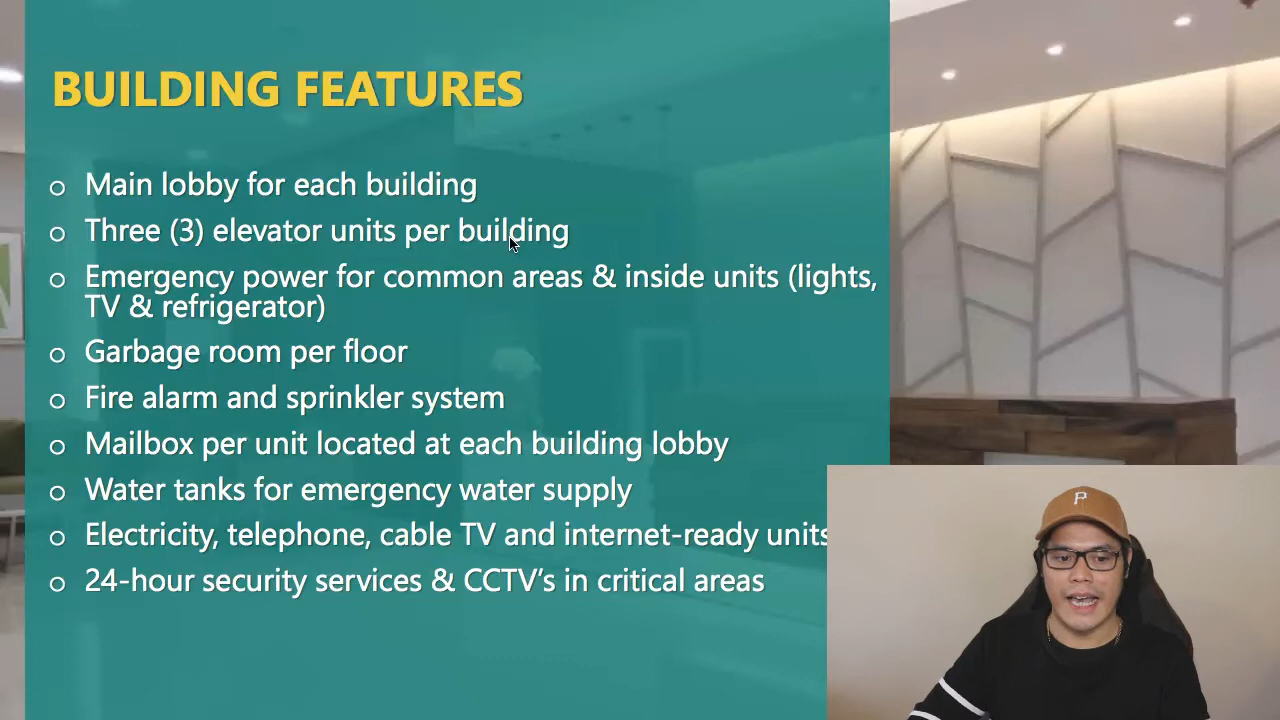 BUILDING FEATURES
Main lobby for each building
Three (3) elevator units per building
Emergency power for common areas & inside units (lights,
TV & refrigerator)
Garbage room per floor
Fire alarm and sprinkler system
Mailbox per unit located at each building lobby
Water tanks for emergency water supply
Electricity, telephone, cable TV and internet-ready units
24-hour security services & CCTV's in critical areas
P